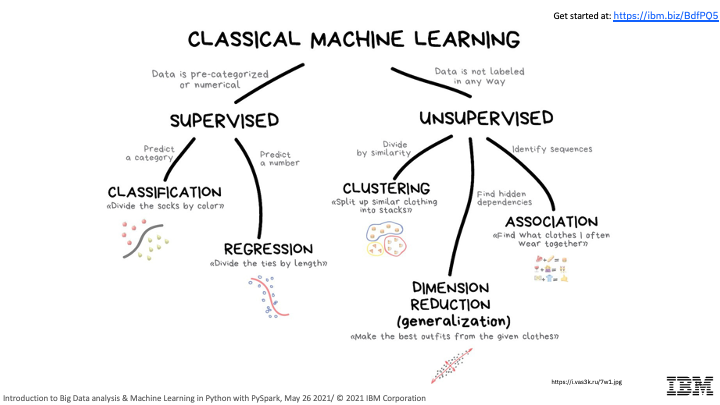 Get started at: https://ibm.biz/BdfPQ5
CLASSICAL MACHINE LEARNING
Data is pre-categorized
or numerical
Data is not labeled
in any way
SUPERVISED
UNSUPERVISED
Predict
a category
Predict
a number
Divide
by similarity
Identify sequences
Find hidden
dependencies
CLASSIFICATION
«Divide the socks by color»
REGRESSION
«Divide the ties by length»
CLUSTERING
«Split up similar clothing
into stacks»
ASSOCIATION
«Find what clothes I often
wear together»
DIMENSION
REDUCTION
(generalization)
«Make the best outfits from the given clothes»
https://i.vas3k.ru/7w1.jpg
IBM
Introduction to Big Data analysis & Machine Learning in Python with PySpark, May 26 2021/ © 2021 IBM Corporation